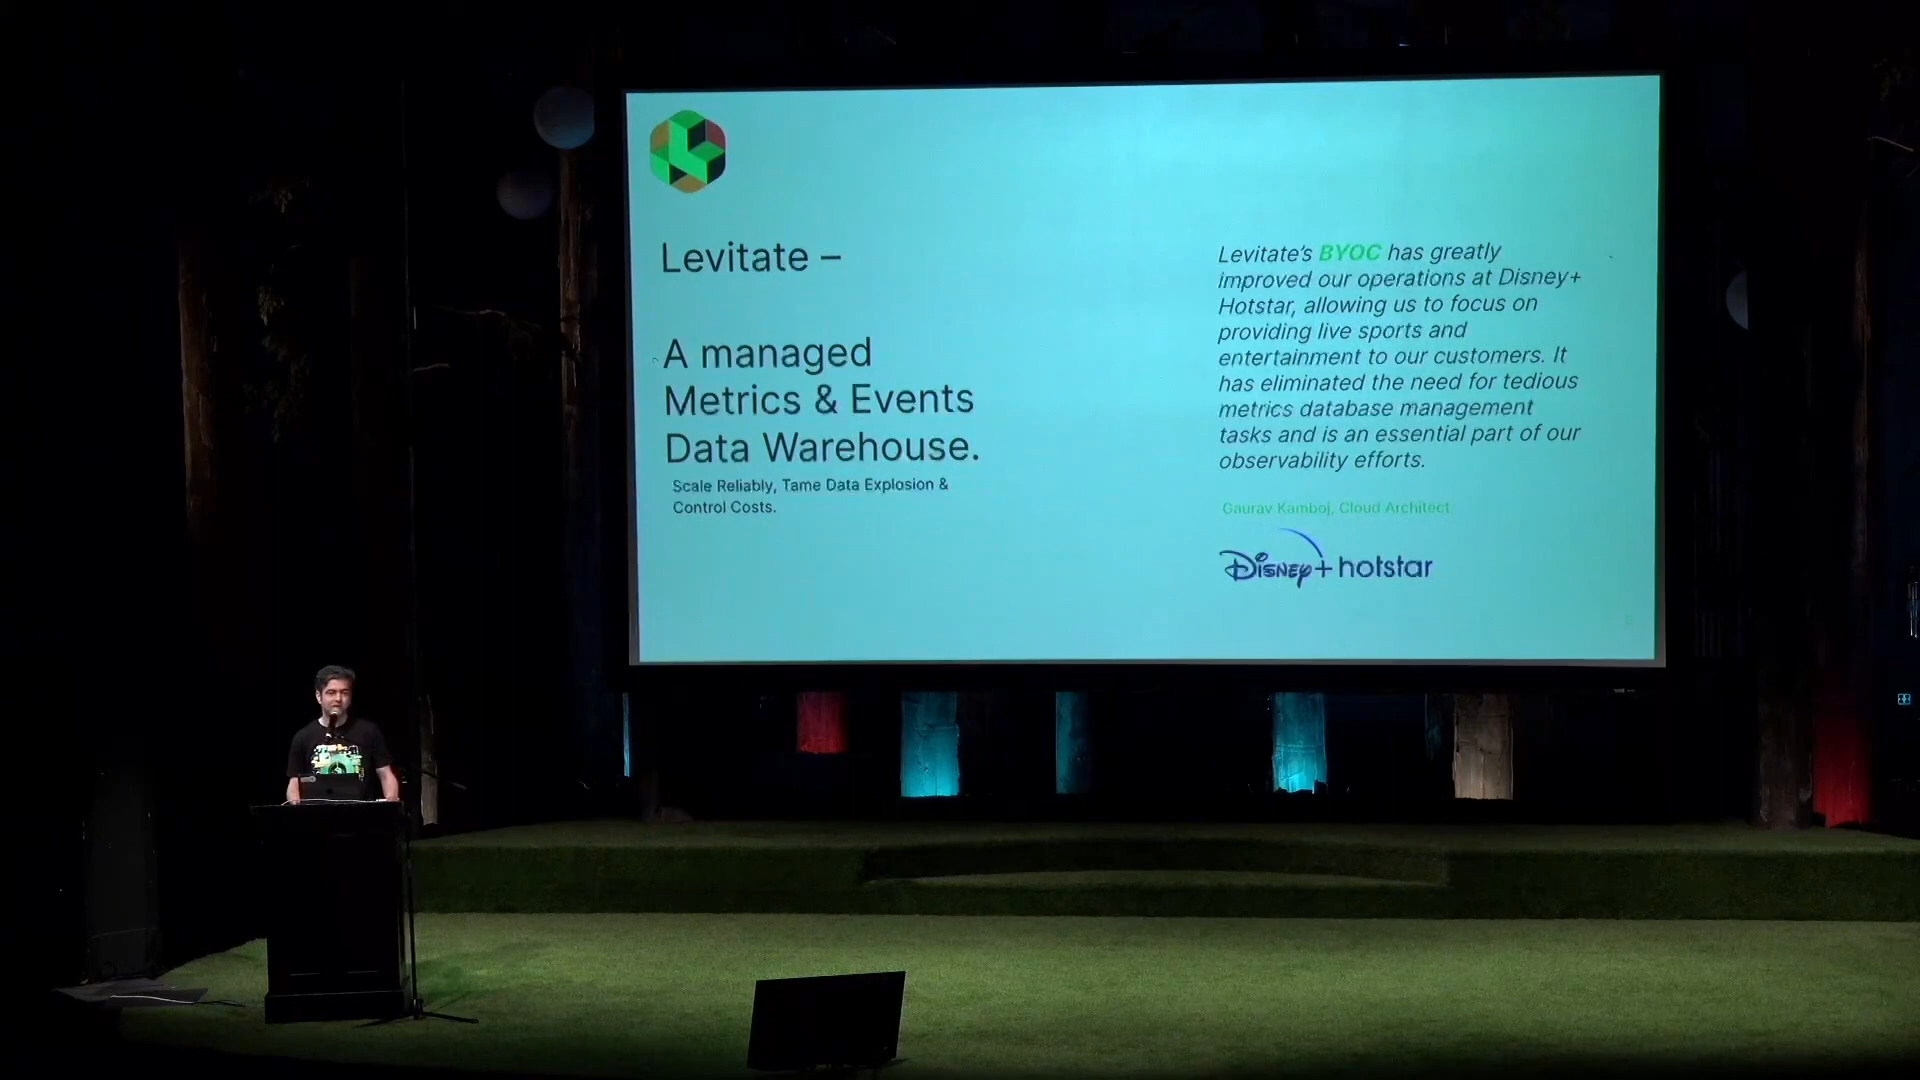 Levitate –
A managed
Metrics & Events
Data Warehouse.
Scale Reliably, Tame Data Explosion &
Control Costs.
Levitate's BYOC has greatly
improved our operations at Disney+
Hotstar, allowing us to focus on
providing live sports and
entertainment to our customers. It
has eliminated the need for tedious
metrics database management
tasks and is an essential part of our
observability efforts.
Gaurav Kamboj, Cloud Architect
Disney+ hotstar